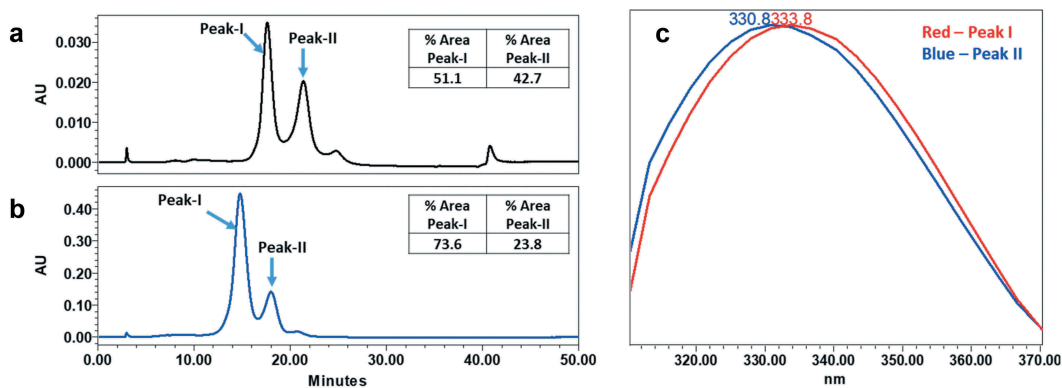 a
Peak-I
Peak-II
% Area Peak-I
% Area Peak-II
51.1
42.7
0.030
0.020
0.010
0.000
AU
b
Peak-I
Peak-II
% Area Peak-I
% Area Peak-II
73.6
23.8
0.40
0.30
0.20
0.10
0.00
AU
0.00 10.00 20.00 30.00 40.00 50.00
Minutes
c
330.8 333.8
Red – Peak I
Blue – Peak II
320.00 330.00 340.00 350.00 360.00 370.00
nm